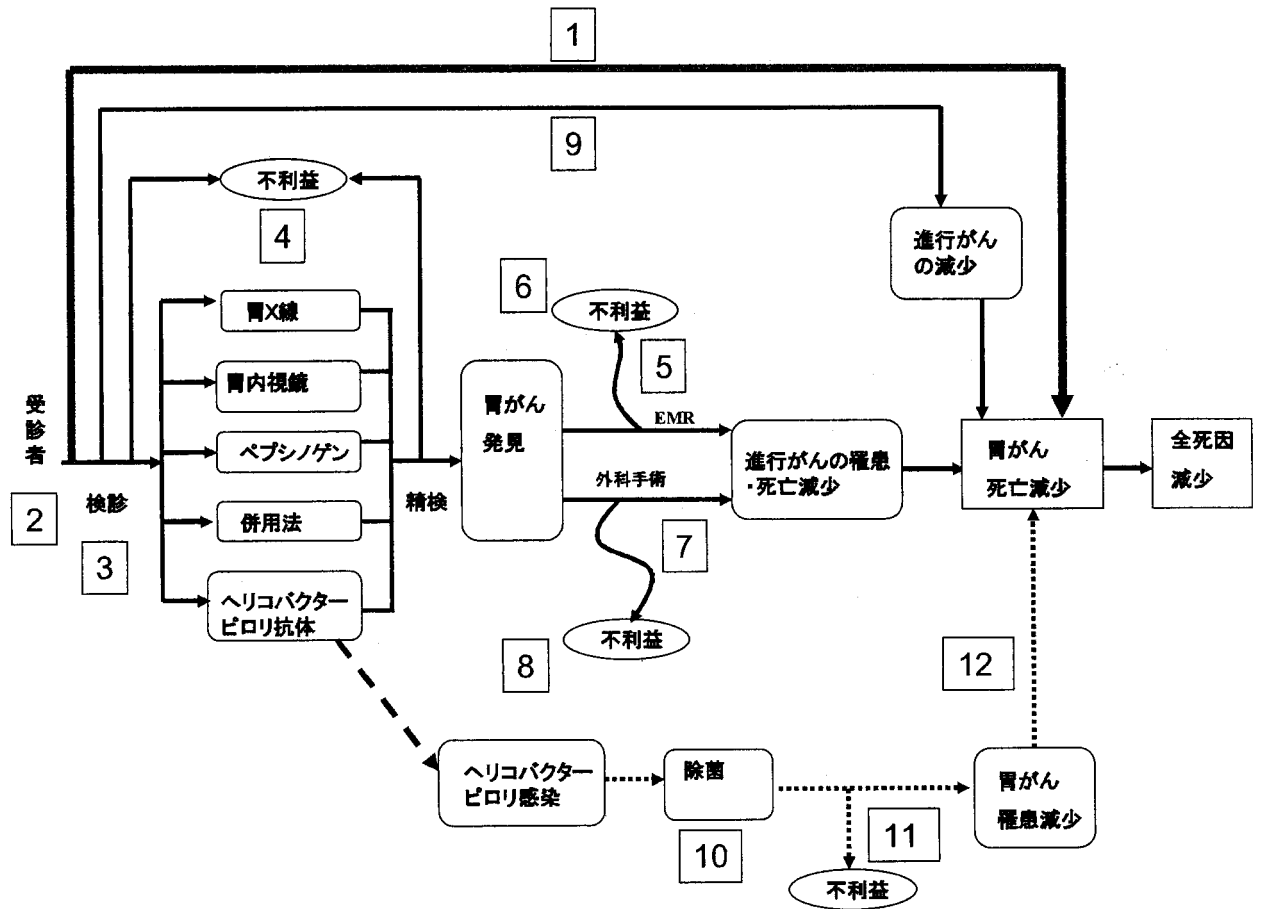 1
9
不利益
4
進行がん
の減少
6
不利益
5
胃X線
胃内視鏡
ペプシノゲン
併用法
ヘリコバクター
ピロリ抗体
受診者
2
検診
3
精検
胃がん
発見
EMR
外科手術
7
不利益
8
進行がんの罹患
・死亡減少
胃がん
死亡減少
全死因
減少
12
ヘリコバクター
ピロリ感染
除菌
10
11
不利益
胃がん
罹患減少